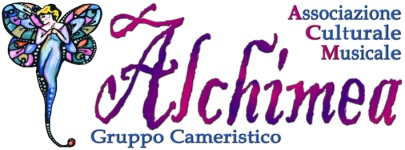 Associazione
Culturale
Musicale
Alchimea
Gruppo Cameristico